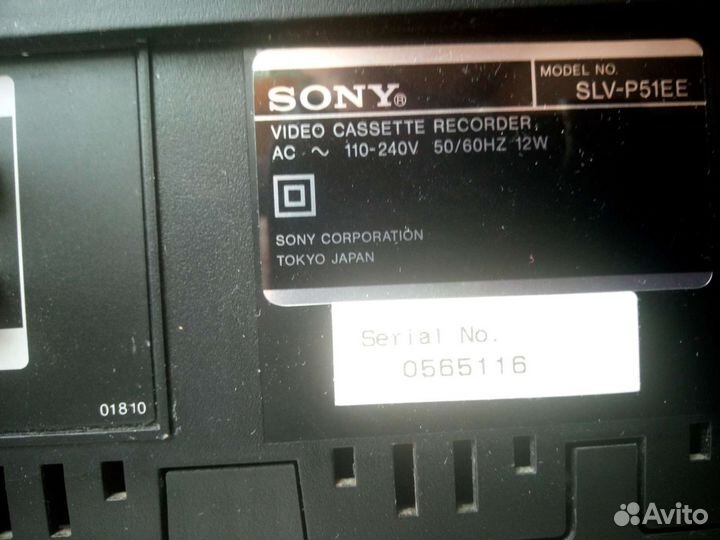 SONY®
MODEL NO.
SLV-P51EE
VIDEO CASSETTE RECORDER
AC ~ 110-240V 50/60HZ 12W
SONY CORPORATION
TOKYO JAPAN
Serial No.
0565116
01810
Avito